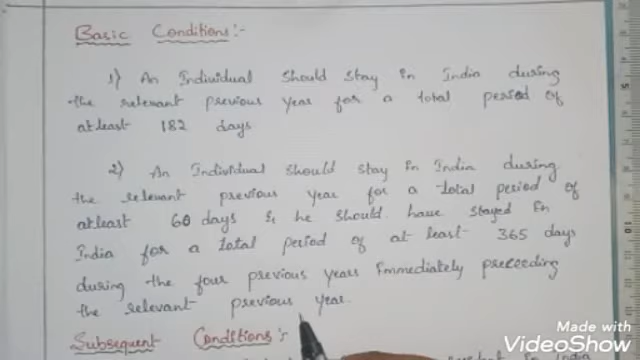 Basic Conditions:-
1) An Individual should stay in India during
the relevant previous year for a total period of
atleast 182 days
2) An Individual should stay in India during
the relevant previous year for a total period of
atleast 60 days & he should have stayed in
India for a total period of at least 365 days
during the four previous years immediately preceeding
the relevant previous year.
Subsequent Conditions:-
Made with
VideoShow